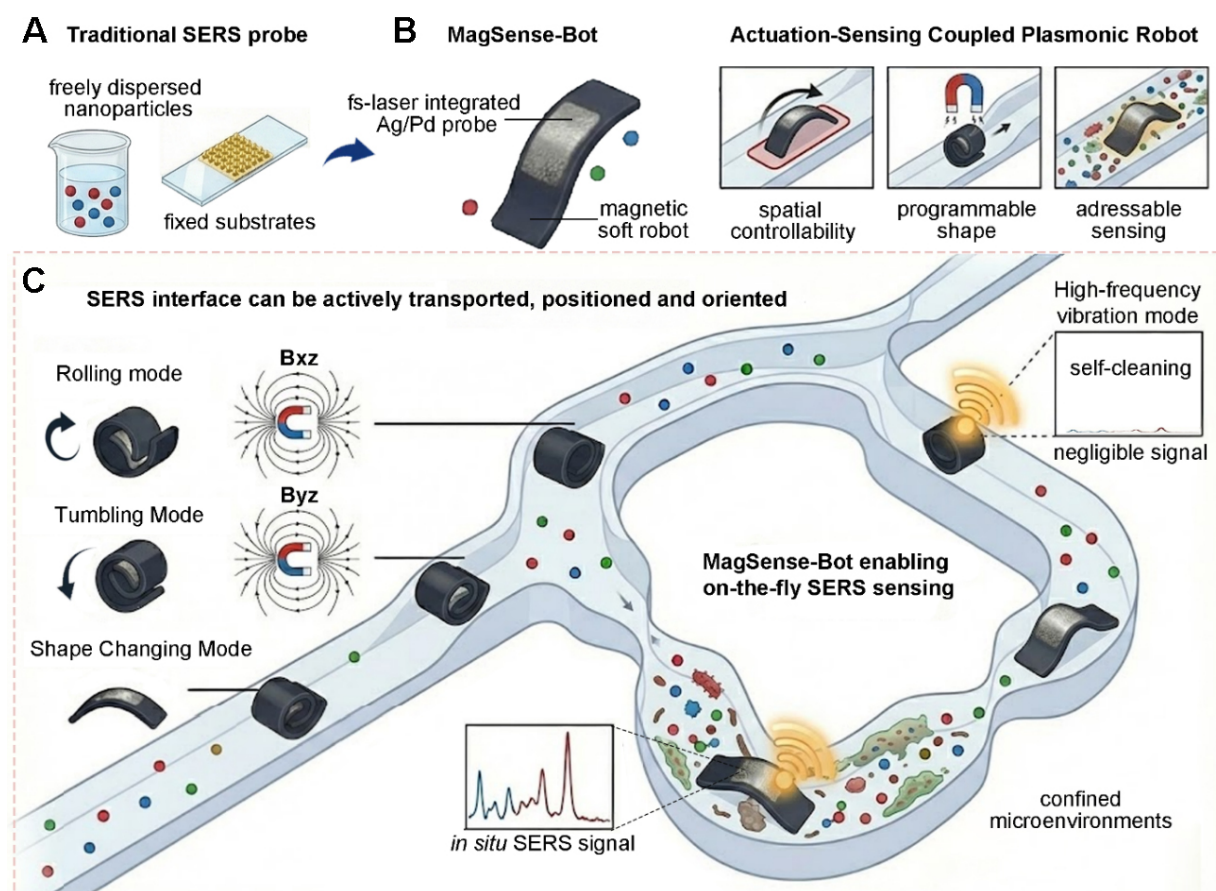 A
Traditional SERS probe
freely dispersed
nanoparticles
fixed substrates
B
MagSense-Bot
fs-laser integrated
Ag/Pd probe
magnetic
soft robot
Actuation-Sensing Coupled Plasmonic Robot
spatial
controllability
programmable
shape
adressable
sensing
C
SERS interface can be actively transported, positioned and oriented
Rolling mode
Bxz
Tumbling Mode
Byz
Shape Changing Mode
High-frequency
vibration mode
self-cleaning
negligible signal
MagSense-Bot enabling
on-the-fly SERS sensing
in situ SERS signal
confined
microenvironments